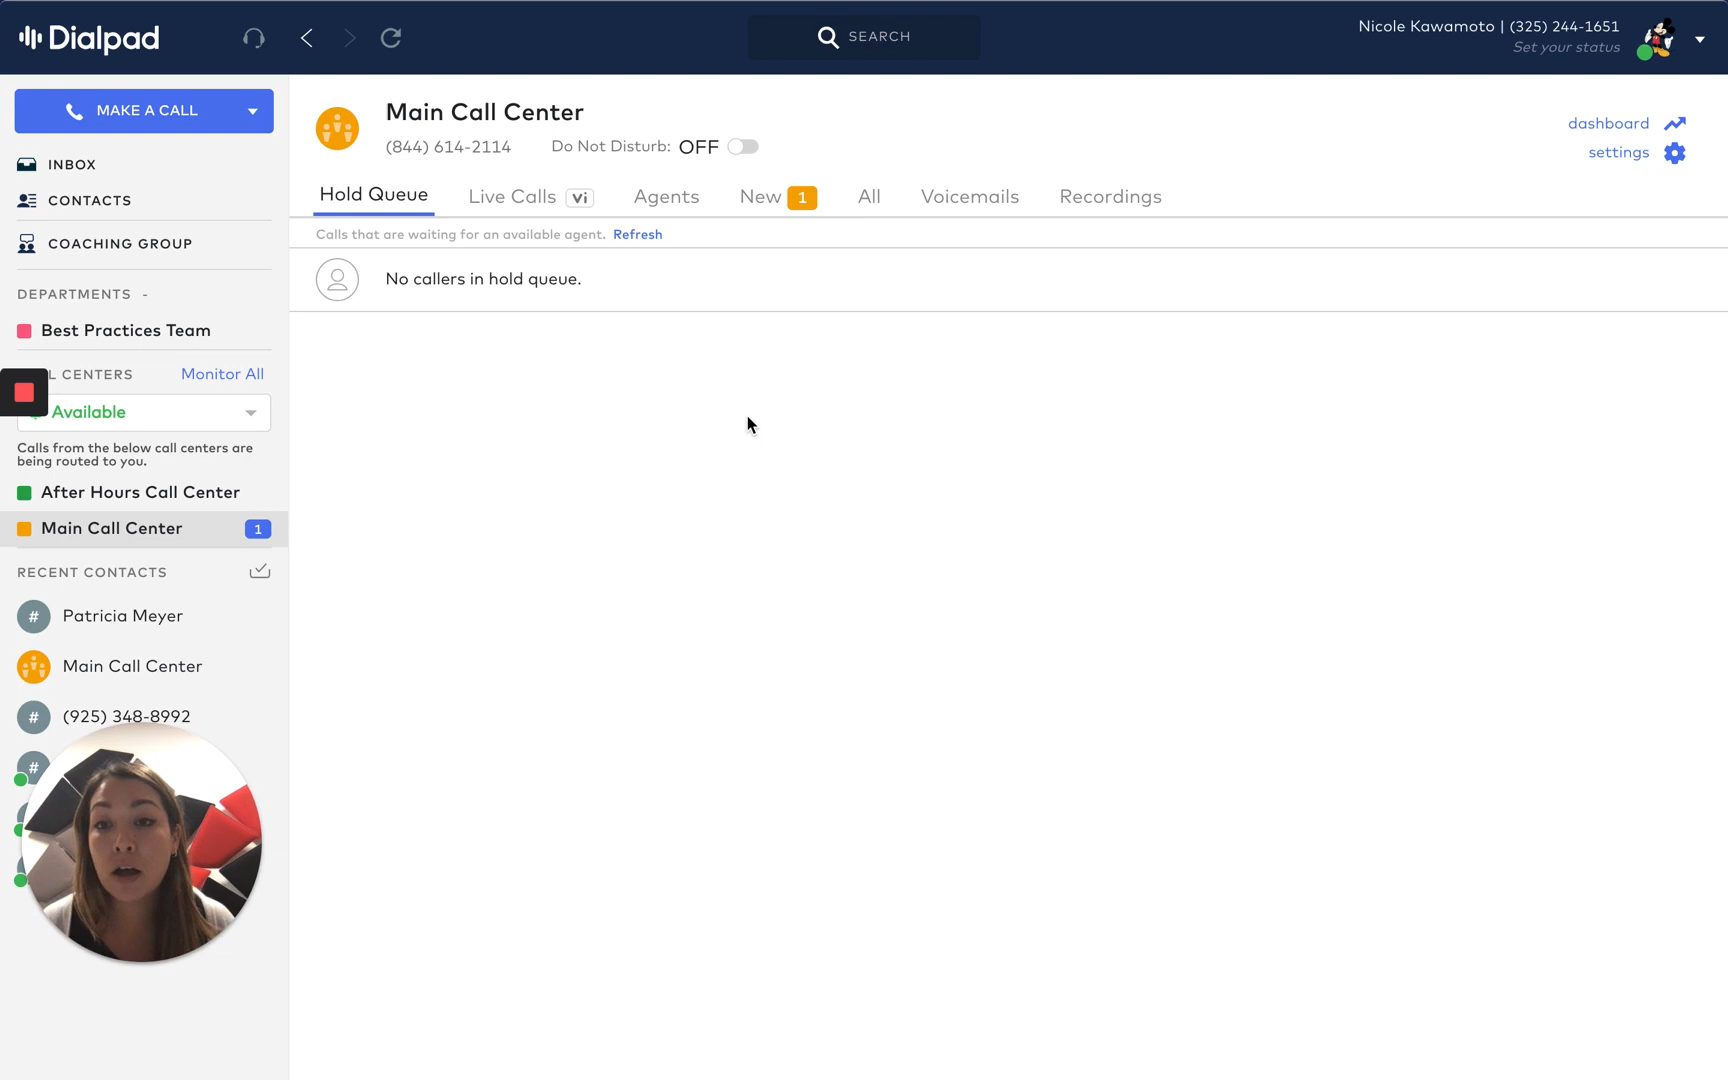 Dialpad
SEARCH
Nicole Kawamoto | (325) 244-1651
Set your status
MAKE A CALL
INBOX
CONTACTS
COACHING GROUP
DEPARTMENTS -
Best Practices Team
L CENTERS Monitor All
Available
Calls from the below call centers are
being routed to you.
After Hours Call Center
Main Call Center 1
RECENT CONTACTS
# Patricia Meyer
Main Call Center
# (925) 348-8992
#
Main Call Center
(844) 614-2114 Do Not Disturb: OFF
dashboard
settings
Hold Queue Live Calls Vi Agents New 1 All Voicemails Recordings
Calls that are waiting for an available agent. Refresh
No callers in hold queue.